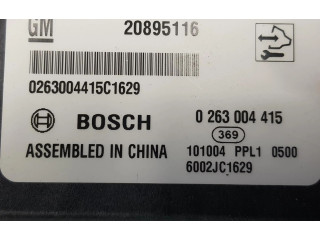 GM 20895116
0263004415C1629
BOSCH 0 263 004 415
369
ASSEMBLED IN CHINA 101004 PPL1 0500
6002JC1629